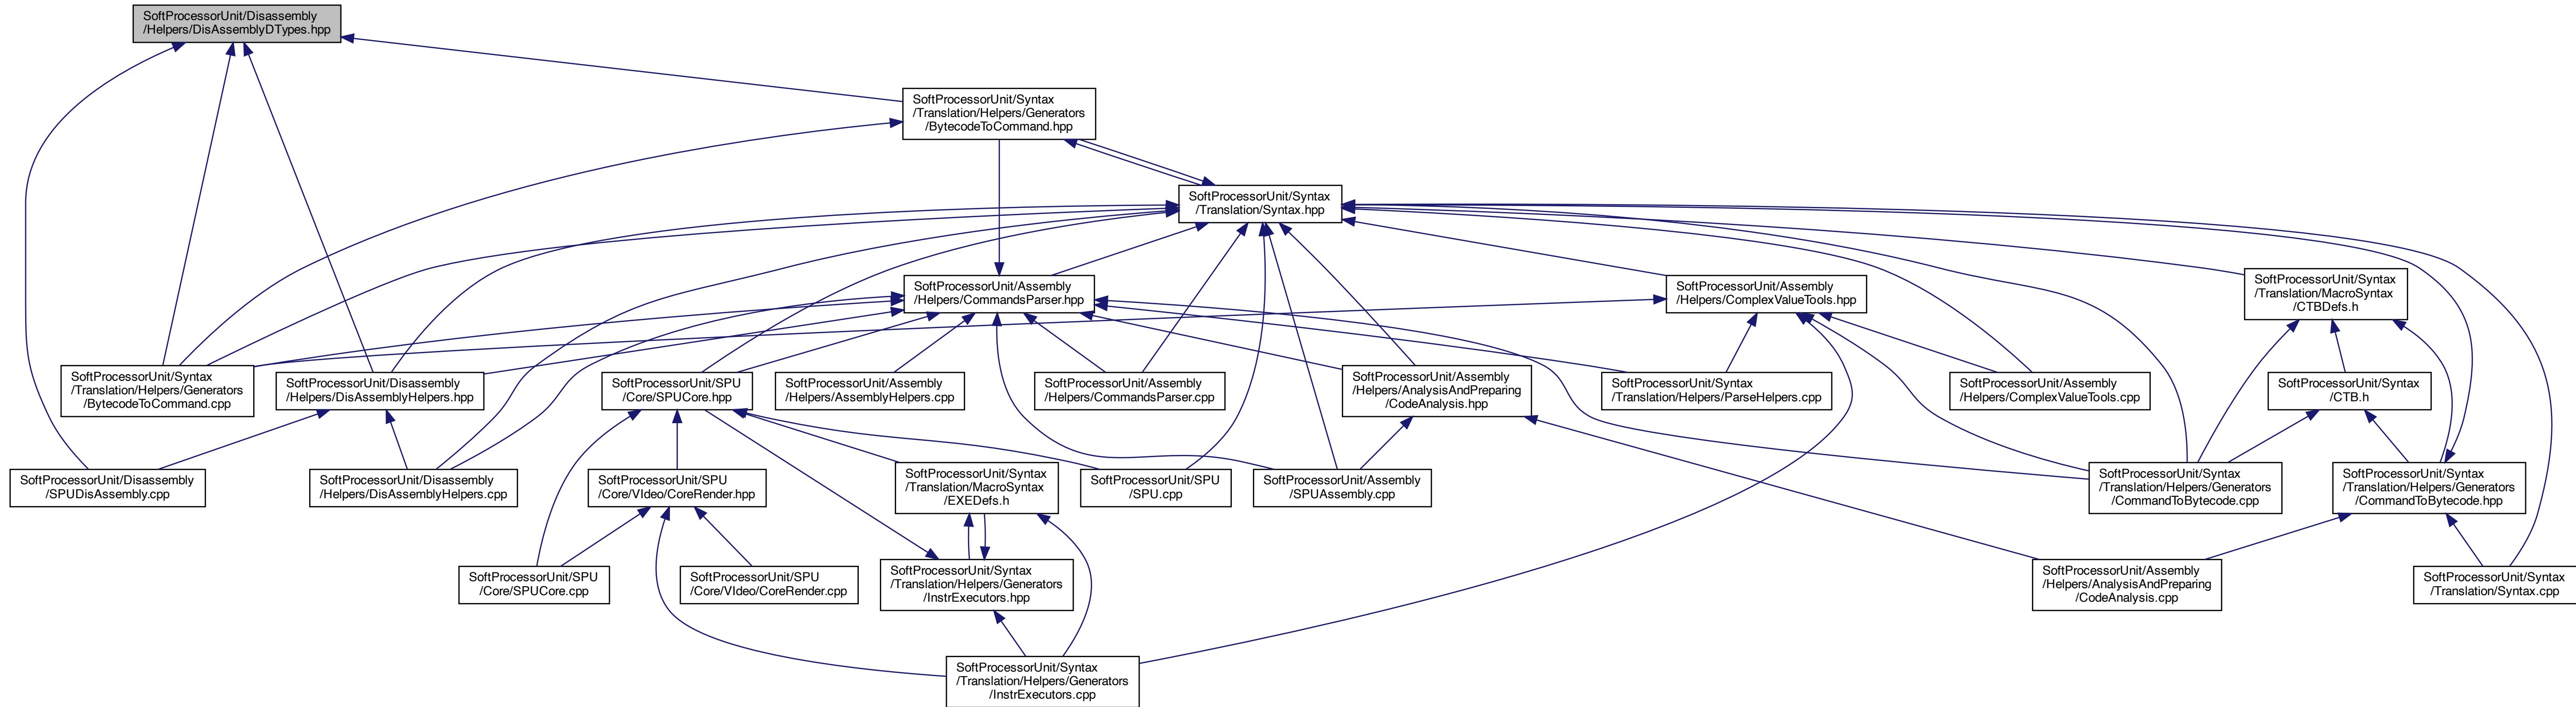 SoftProcessorUnit/Disassembly
/Helpers/DisAssemblyDTypes.hpp
SoftProcessorUnit/Syntax
/Translation/Helpers/Generators
/BytecodeToCommand.hpp
SoftProcessorUnit/Syntax
/Translation/Syntax.hpp
SoftProcessorUnit/Assembly
/Helpers/CommandsParser.hpp
SoftProcessorUnit/Assembly
/Helpers/ComplexValueTools.hpp
SoftProcessorUnit/Syntax
/Translation/MacroSyntax
/CTBDefs.h
SoftProcessorUnit/Syntax
/Translation/Helpers/Generators
/BytecodeToCommand.cpp
SoftProcessorUnit/Disassembly
/Helpers/DisAssemblyHelpers.hpp
SoftProcessorUnit/SPU
/Core/SPUCore.hpp
SoftProcessorUnit/Assembly
/Helpers/AssemblyHelpers.cpp
SoftProcessorUnit/Assembly
/Helpers/CommandsParser.cpp
SoftProcessorUnit/Assembly
/Helpers/AnalysisAndPreparing
/CodeAnalysis.hpp
SoftProcessorUnit/Syntax
/Translation/Helpers/ParseHelpers.cpp
SoftProcessorUnit/Assembly
/Helpers/ComplexValueTools.cpp
SoftProcessorUnit/Syntax
/CTB.h
SoftProcessorUnit/Disassembly
/SPUDisAssembly.cpp
SoftProcessorUnit/Disassembly
/Helpers/DisAssemblyHelpers.cpp
SoftProcessorUnit/SPU
/Core/VIdeo/CoreRender.hpp
SoftProcessorUnit/Syntax
/Translation/MacroSyntax
/EXEDefs.h
SoftProcessorUnit/SPU
/SPU.cpp
SoftProcessorUnit/Assembly
/SPUAssembly.cpp
SoftProcessorUnit/Syntax
/Translation/Helpers/Generators
/CommandToBytecode.cpp
SoftProcessorUnit/Syntax
/Translation/Helpers/Generators
/CommandToBytecode.hpp
SoftProcessorUnit/SPU
/Core/SPUCore.cpp
SoftProcessorUnit/SPU
/Core/VIdeo/CoreRender.cpp
SoftProcessorUnit/Syntax
/Translation/Helpers/Generators
/InstrExecutors.hpp
SoftProcessorUnit/Assembly
/Helpers/AnalysisAndPreparing
/CodeAnalysis.cpp
SoftProcessorUnit/Syntax
/Translation/Syntax.cpp
SoftProcessorUnit/Syntax
/Translation/Helpers/Generators
/InstrExecutors.cpp